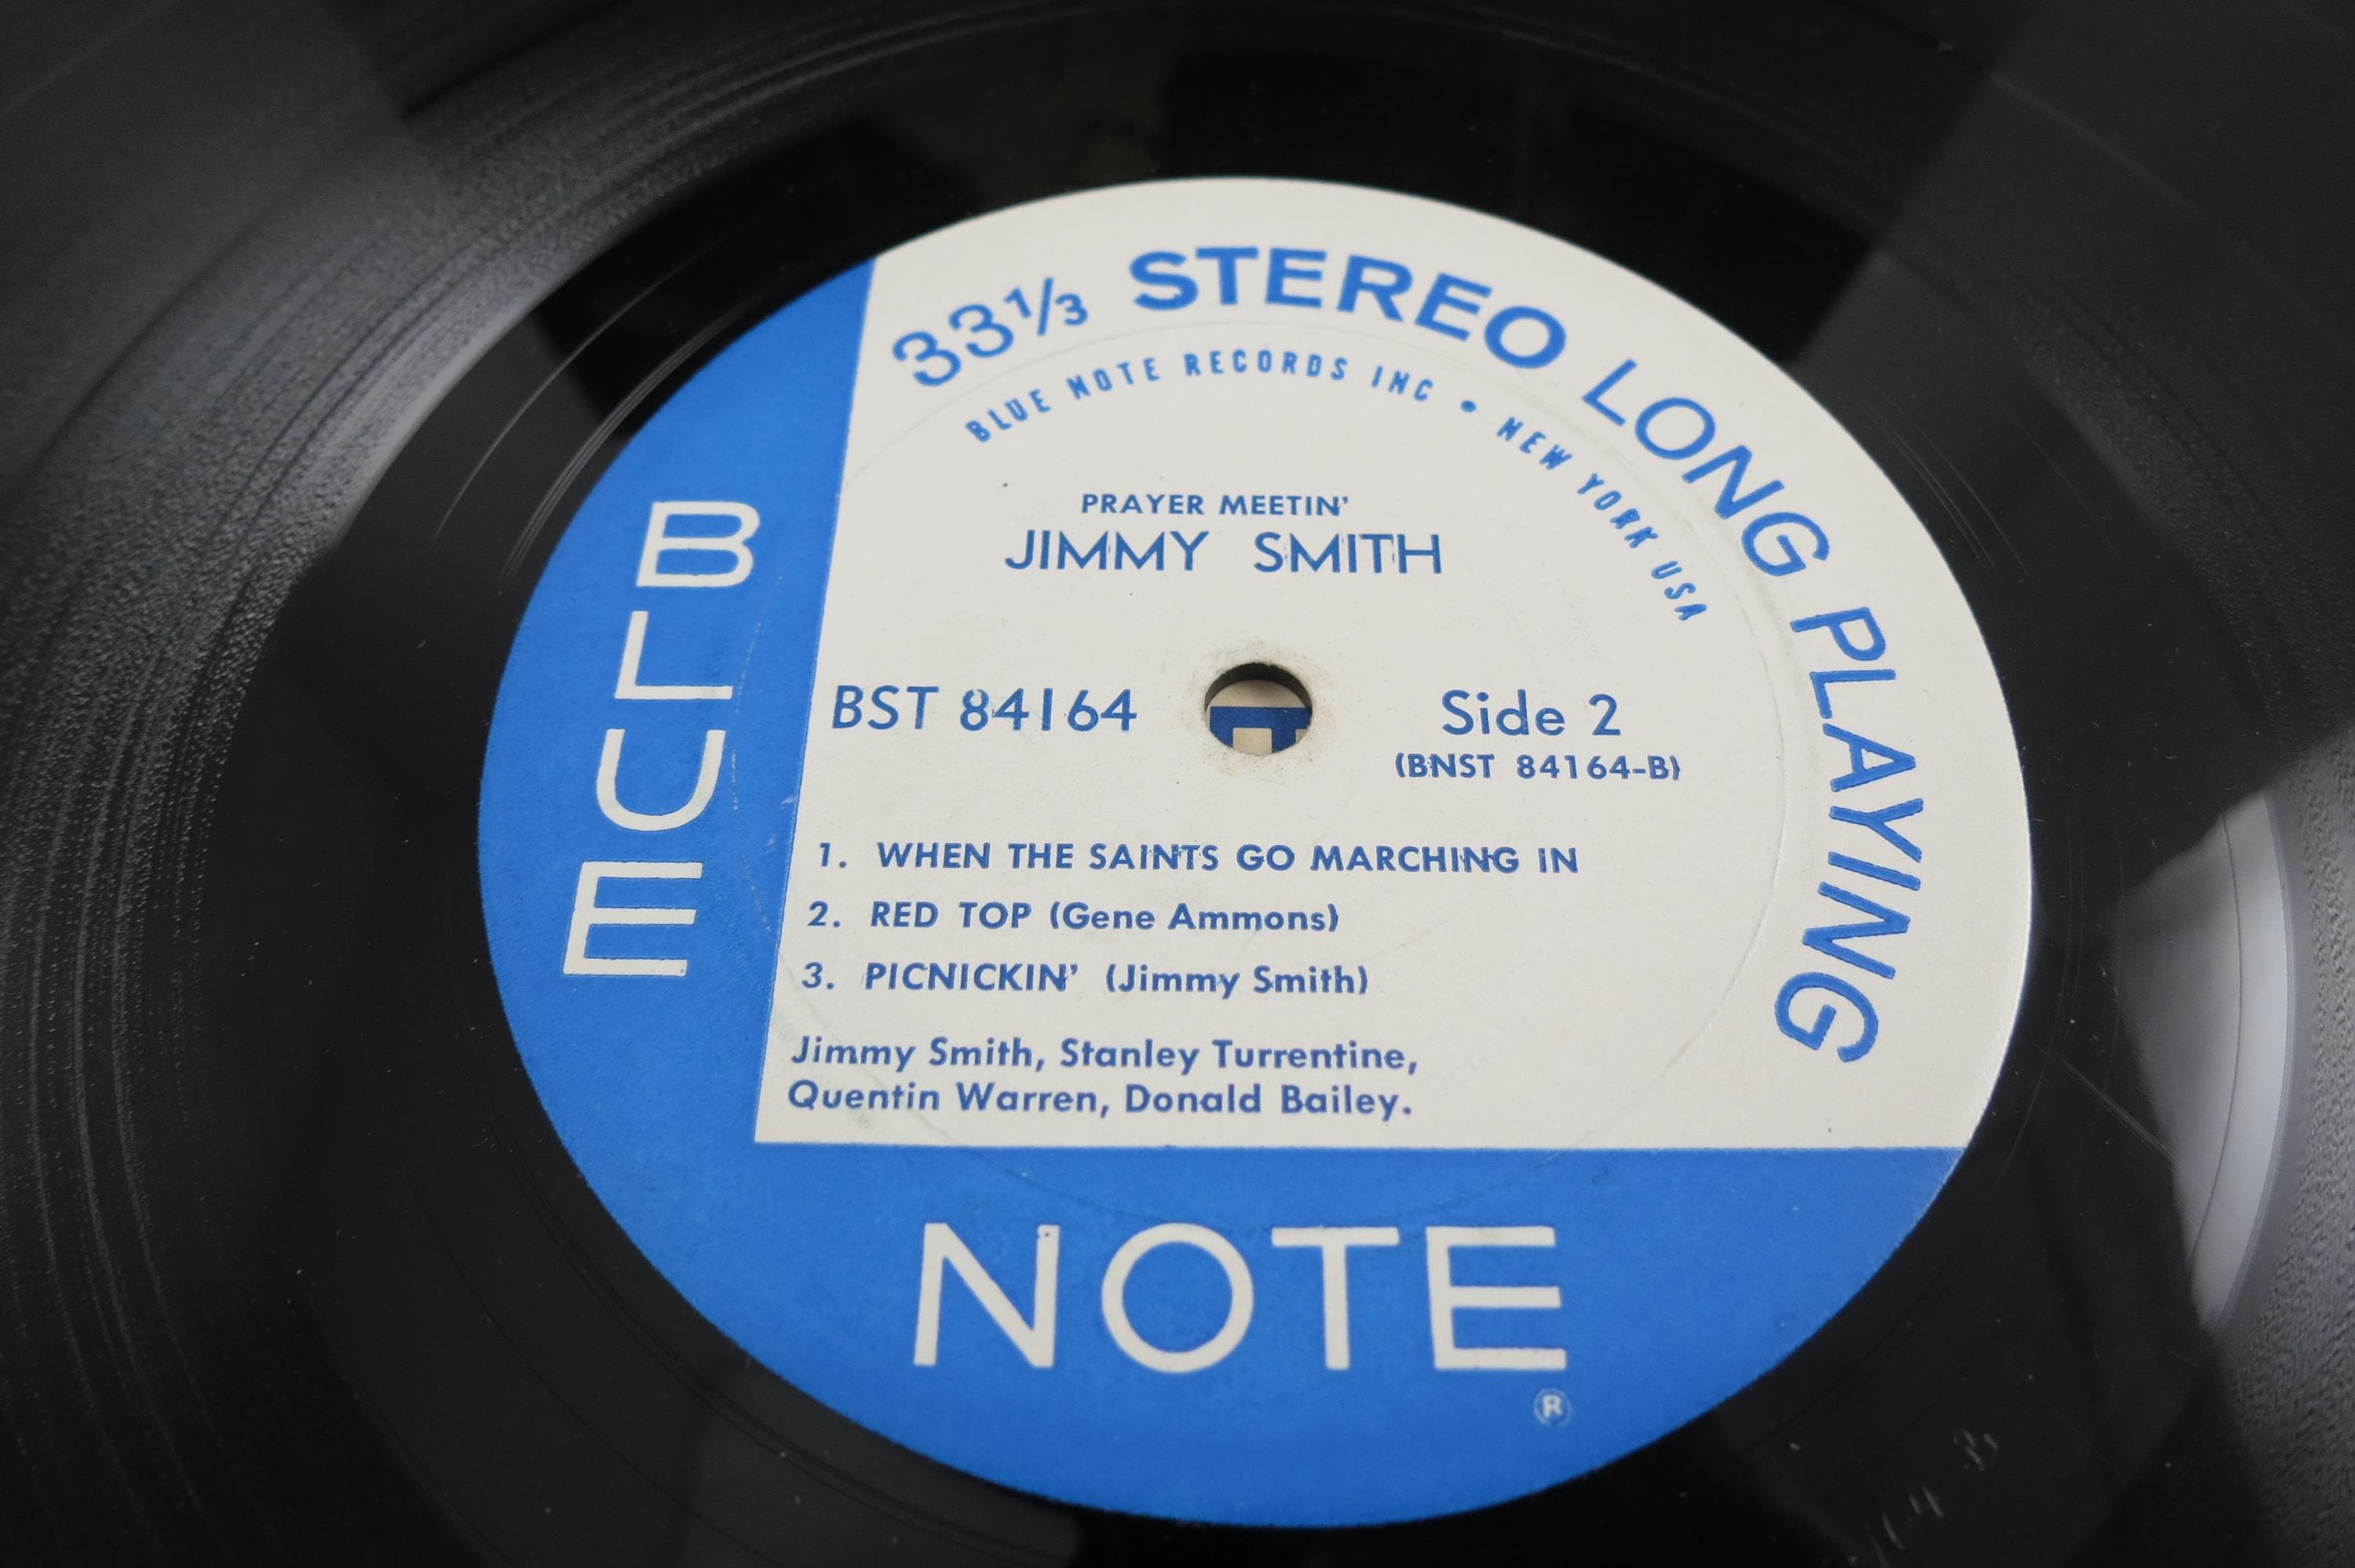 33⅓ STEREO LONG PLAYING
BLUE NOTE RECORDS INC • NEW YORK USA
PRAYER MEETIN'
JIMMY SMITH
BST 84164
Side 2
(BNST 84164-B)
1. WHEN THE SAINTS GO MARCHING IN
2. RED TOP (Gene Ammons)
3. PICNICKIN' (Jimmy Smith)
Jimmy Smith, Stanley Turrentine,
Quentin Warren, Donald Bailey.
BLUE
NOTE
®